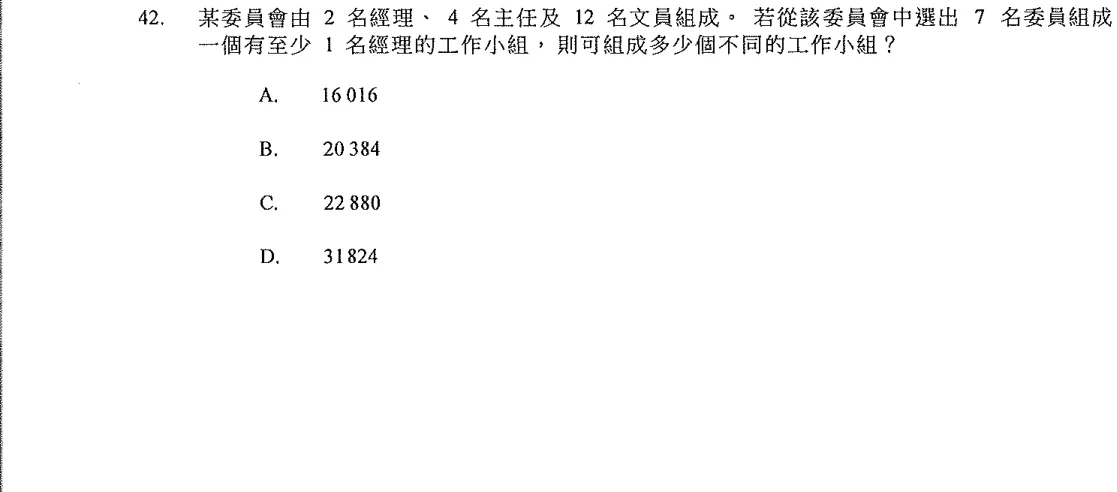 42. 某委員會由 2 名經理、 4 名主任及 12 名文員組成。 若從該委員會中選出 7 名委員組成
一個有至少 1 名經理的工作小組，則可組成多少個不同的工作小組？
A. 16 016
B. 20 384
C. 22 880
D. 31 824